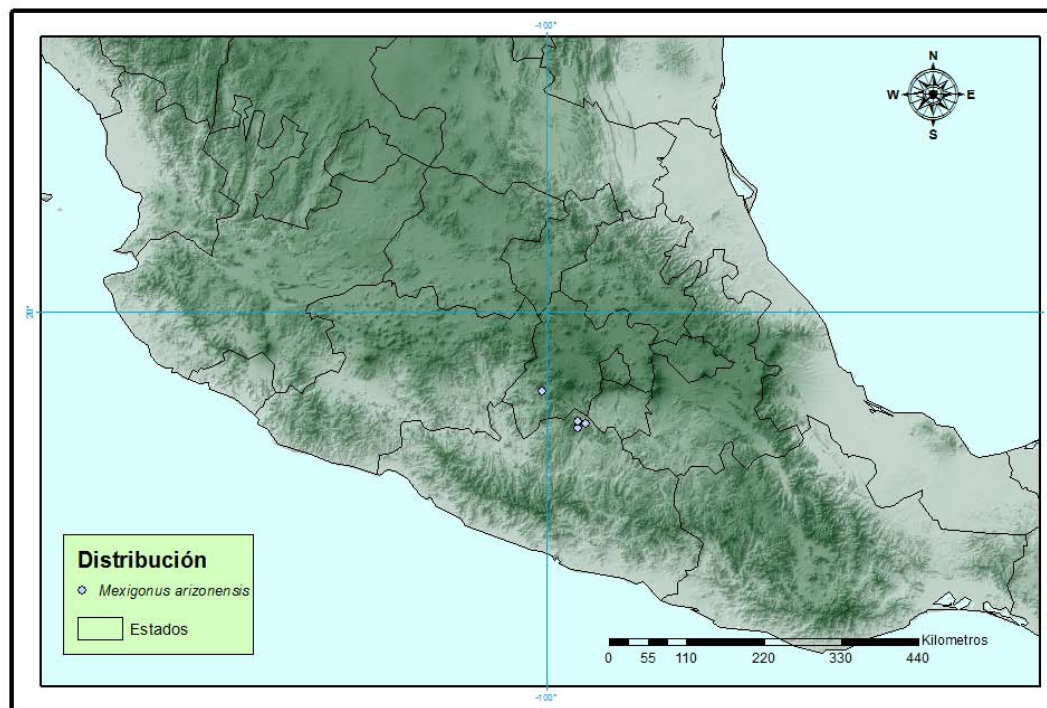 -100°
N
W E
S
20°
Distribución
Mexigonus arizonensis
Estados
Kilometros
0 55 110 220 330 440
-100°